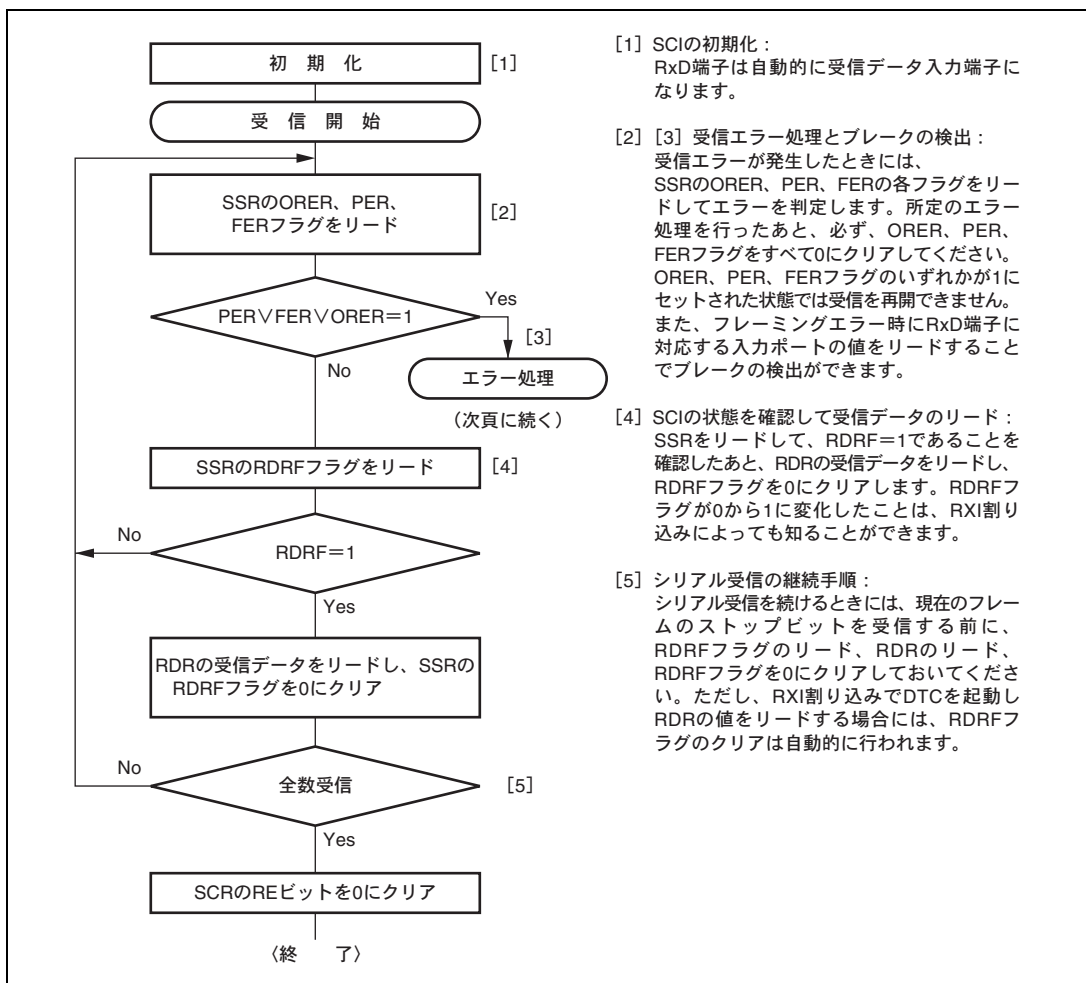 初 期 化 [1]
受 信 開 始
SSRのORER、PER、
FERフラグをリード
[2]
PER∨FER∨ORER＝1
Yes
[3]
No
エラー処理
（次頁に続く）
SSRのRDRFフラグをリード [4]
No
RDRF＝1
Yes
RDRの受信データをリードし、SSRの
RDRFフラグを0にクリア
No
全数受信 [5]
Yes
SCRのREビットを0にクリア
〈終 了〉
[1] SCIの初期化：
RxD端子は自動的に受信データ入力端子に
なります。
[2] [3] 受信エラー処理とブレークの検出：
受信エラーが発生したときには、
SSRのORER、PER、FERの各フラグをリー
ドしてエラーを判定します。所定のエラー
処理を行ったあと、必ず、ORER、PER、
FERフラグをすべて0にクリアしてください。
ORER、PER、FERフラグのいずれかが1に
セットされた状態では受信を再開できません。
また、フレーミングエラー時にRxD端子に
対応する入力ポートの値をリードすること
でブレークの検出ができます。
[4] SCIの状態を確認して受信データのリード：
SSRをリードして、RDRF＝1であることを
確認したあと、RDRの受信データをリードし、
RDRFフラグを0にクリアします。RDRFフ
ラグが0から1に変化したことは、RXI割り
込みによっても知ることができます。
[5] シリアル受信の継続手順：
シリアル受信を続けるときには、現在のフレー
ムのストップビットを受信する前に、
RDRFフラグのリード、RDRのリード、
RDRFフラグを0にクリアしておいてくださ
い。ただし、RXI割り込みでDTCを起動し
RDRの値をリードする場合には、RDRFフ
ラグのクリアは自動的に行われます。